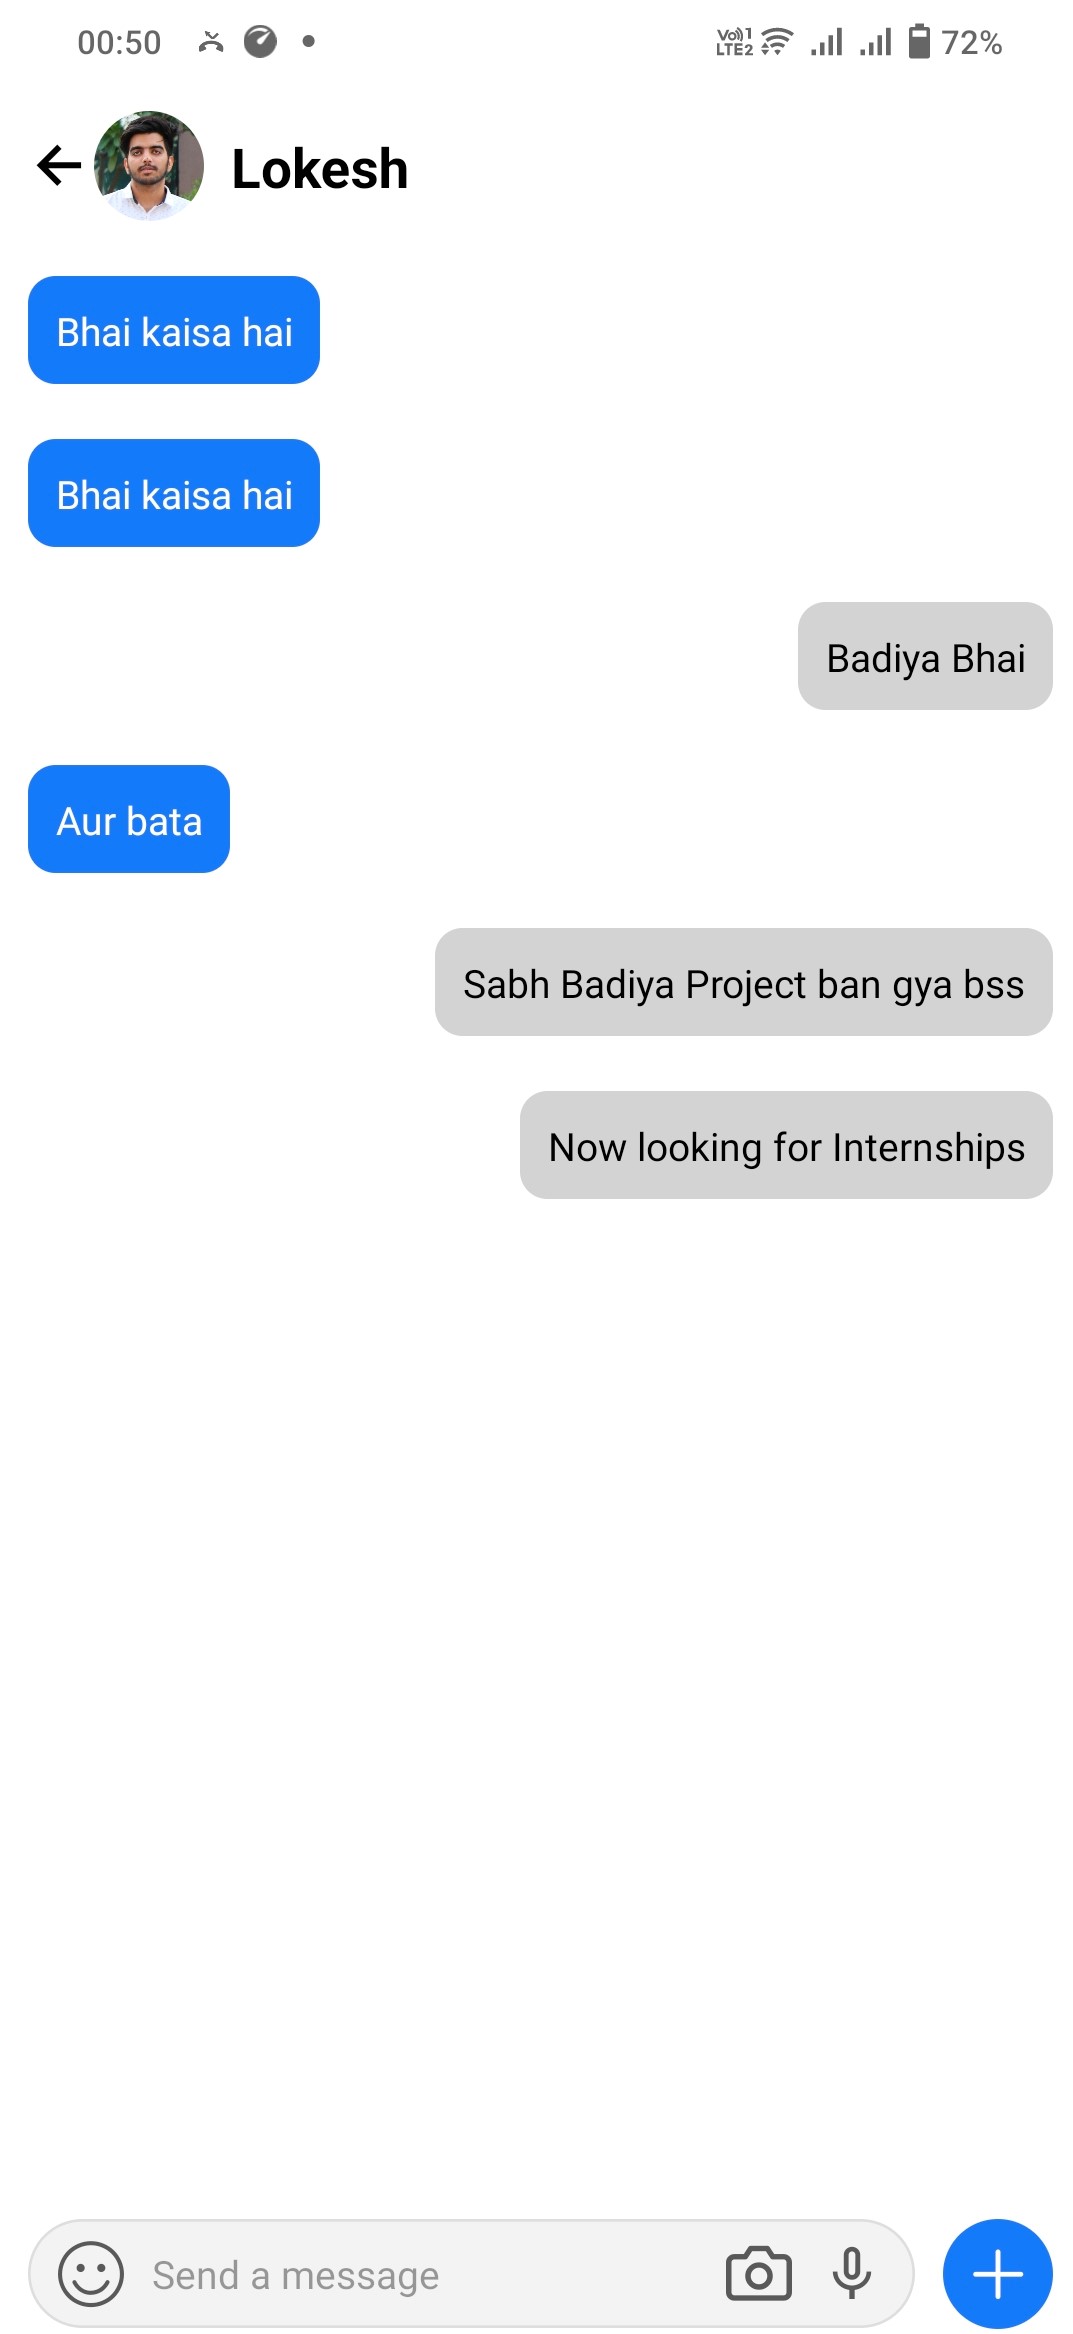 00:50
Vo)) 1
LTE2
72%
Lokesh
Bhai kaisa hai
Bhai kaisa hai
Badiya Bhai
Aur bata
Sabh Badiya Project ban gya bss
Now looking for Internships
Send a message